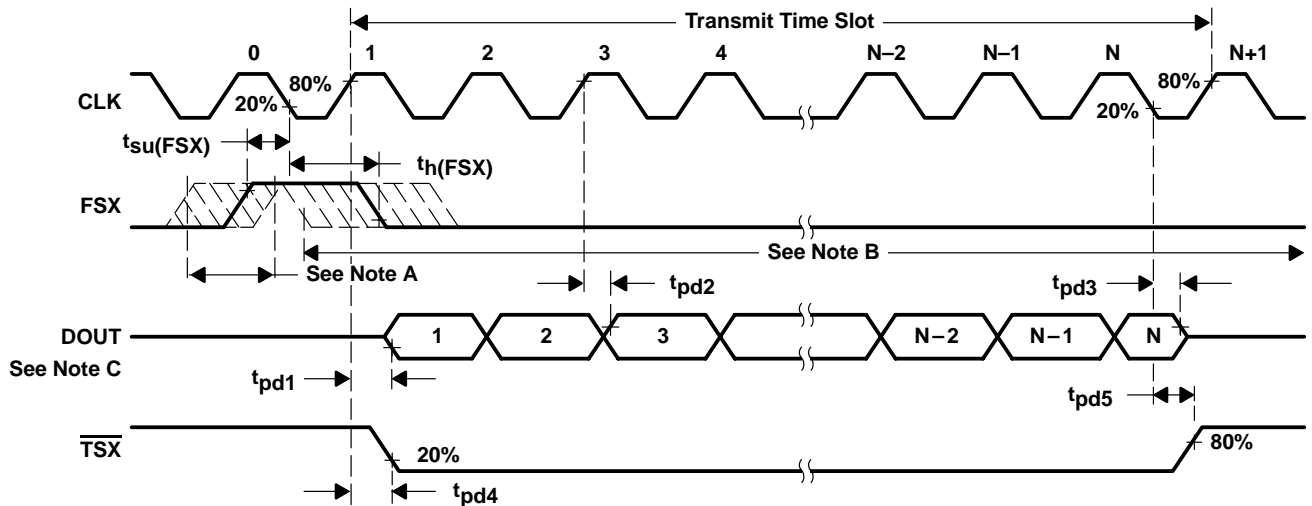 Transmit Time Slot
0 1 2 3 4 N–2 N–1 N N+1
CLK
80%
20%
80%
20%
tsu(FSX)
th(FSX)
FSX
See Note A
See Note B
tpd2
tpd3
DOUT
1 2 3 N–2 N–1 N
See Note C
tpd1
tpd5
TSX
20%
80%
tpd4